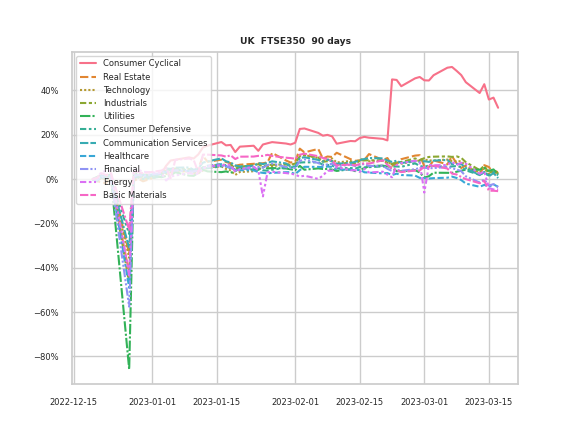 UK FTSE350 90 days
Consumer Cyclical
Real Estate
Technology
Industrials
Utilities
Consumer Defensive
Communication Services
Healthcare
Financial
Energy
Basic Materials
40%
20%
0%
−20%
−40%
−60%
−80%
2022-12-15 2023-01-01 2023-01-15 2023-02-01 2023-02-15 2023-03-01 2023-03-15